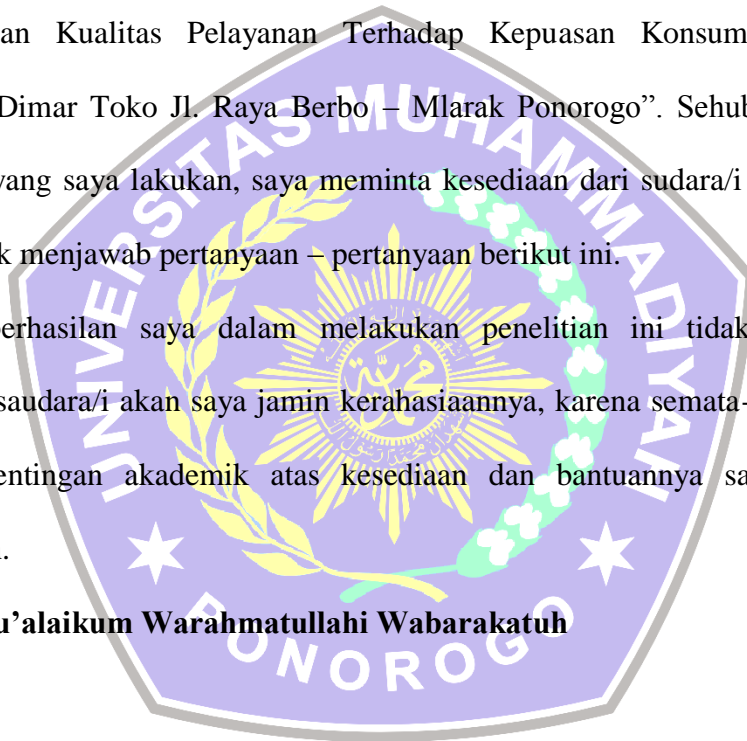 an Kualitas Pelayanan Terhadap Kepuasan Konsum
Dimar Toko Jl. Raya Berbo – Mlarak Ponorogo”. Sehub
yang saya lakukan, saya meminta kesediaan dari sudara/i
k menjawab pertanyaan – pertanyaan berikut ini.
erhasilan saya dalam melakukan penelitian ini tidak
saudara/i akan saya jamin kerahasiaannya, karena semata-
entingan akademik atas kesediaan dan bantuannya sa
u’alaikum Warahmatullahi Wabarakatuh
UNIVERSITAS MUHAMMADIYAH
PONOROGO